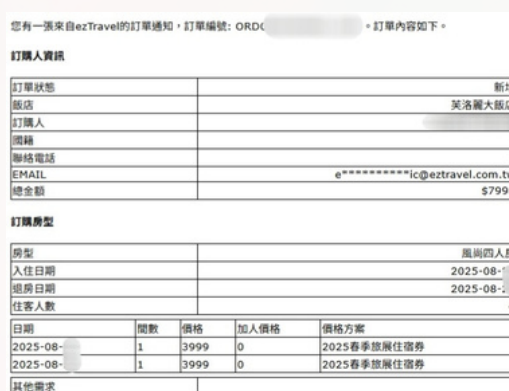 您有一張來自ezTravel的訂單通知，訂單編號: ORD 。訂單內容如下。
訂購人資訊
訂單狀態 新增
飯店 芙洛麗大飯店
訂購人
國籍
聯絡電話
EMAIL e**********ic@eztravel.com.tw
總金額 $799
訂購房型
房型 風尚四人房
入住日期 2025-08-
退房日期 2025-08-
住客人數
日期 間數 價格 加人價格 價格方案
2025-08- 1 3999 0 2025春季旅展住宿券
2025-08- 1 3999 0 2025春季旅展住宿券
其他需求